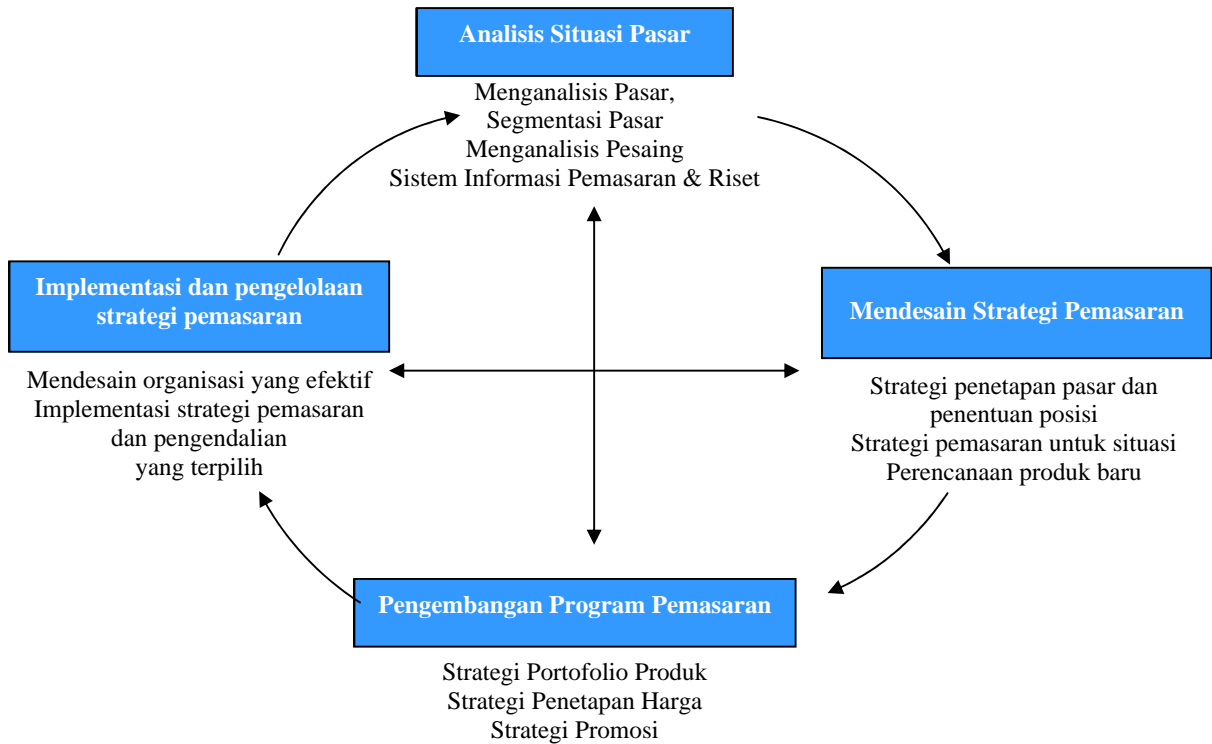 Analisis Situasi Pasar
Menganalisis Pasar,
Segmentasi Pasar
Menganalisis Pesaing
Sistem Informasi Pemasaran & Riset
Implementasi dan pengelolaan
strategi pemasaran
Mendesain organisasi yang efektif
Implementasi strategi pemasaran
dan pengendalian
yang terpilih
Mendesain Strategi Pemasaran
Strategi penetapan pasar dan
penentuan posisi
Strategi pemasaran untuk situasi
Perencanaan produk baru
Pengembangan Program Pemasaran
Strategi Portofolio Produk
Strategi Penetapan Harga
Strategi Promosi